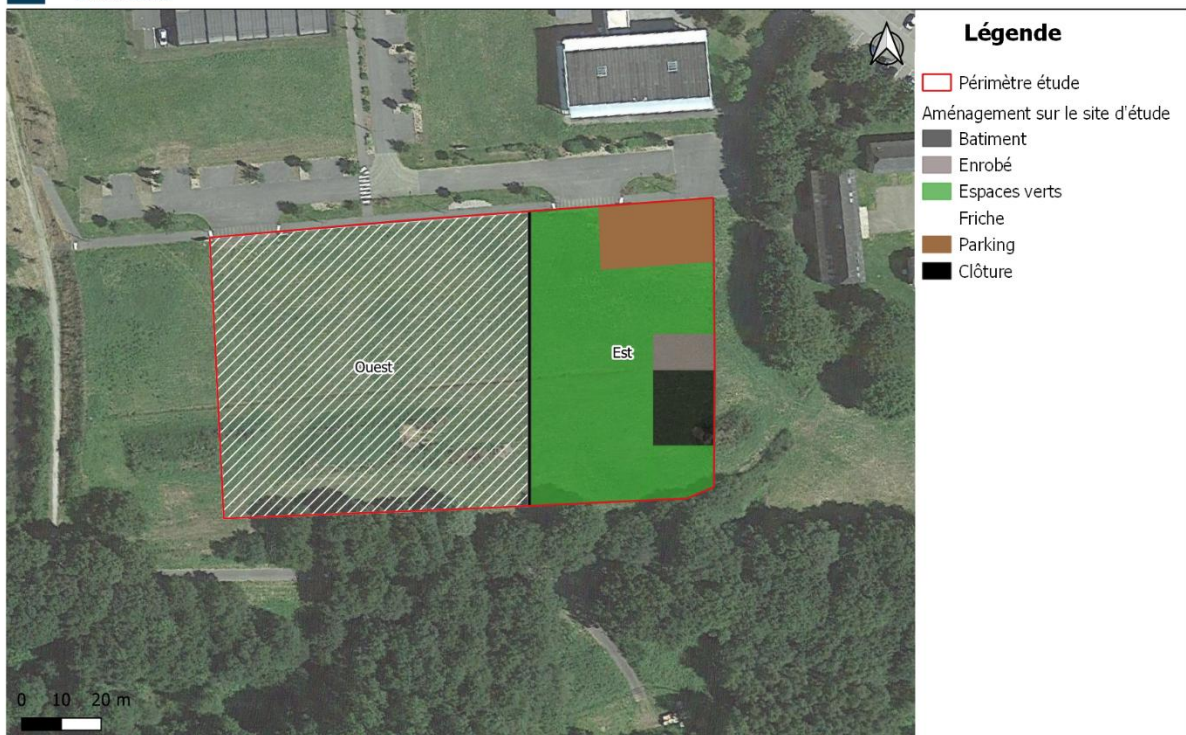 Légende
Périmètre étude
Aménagement sur le site d'étude
Batiment
Enrobé
Espaces verts
Friche
Parking
Clôture
Ouest
Est
0 10 20 m